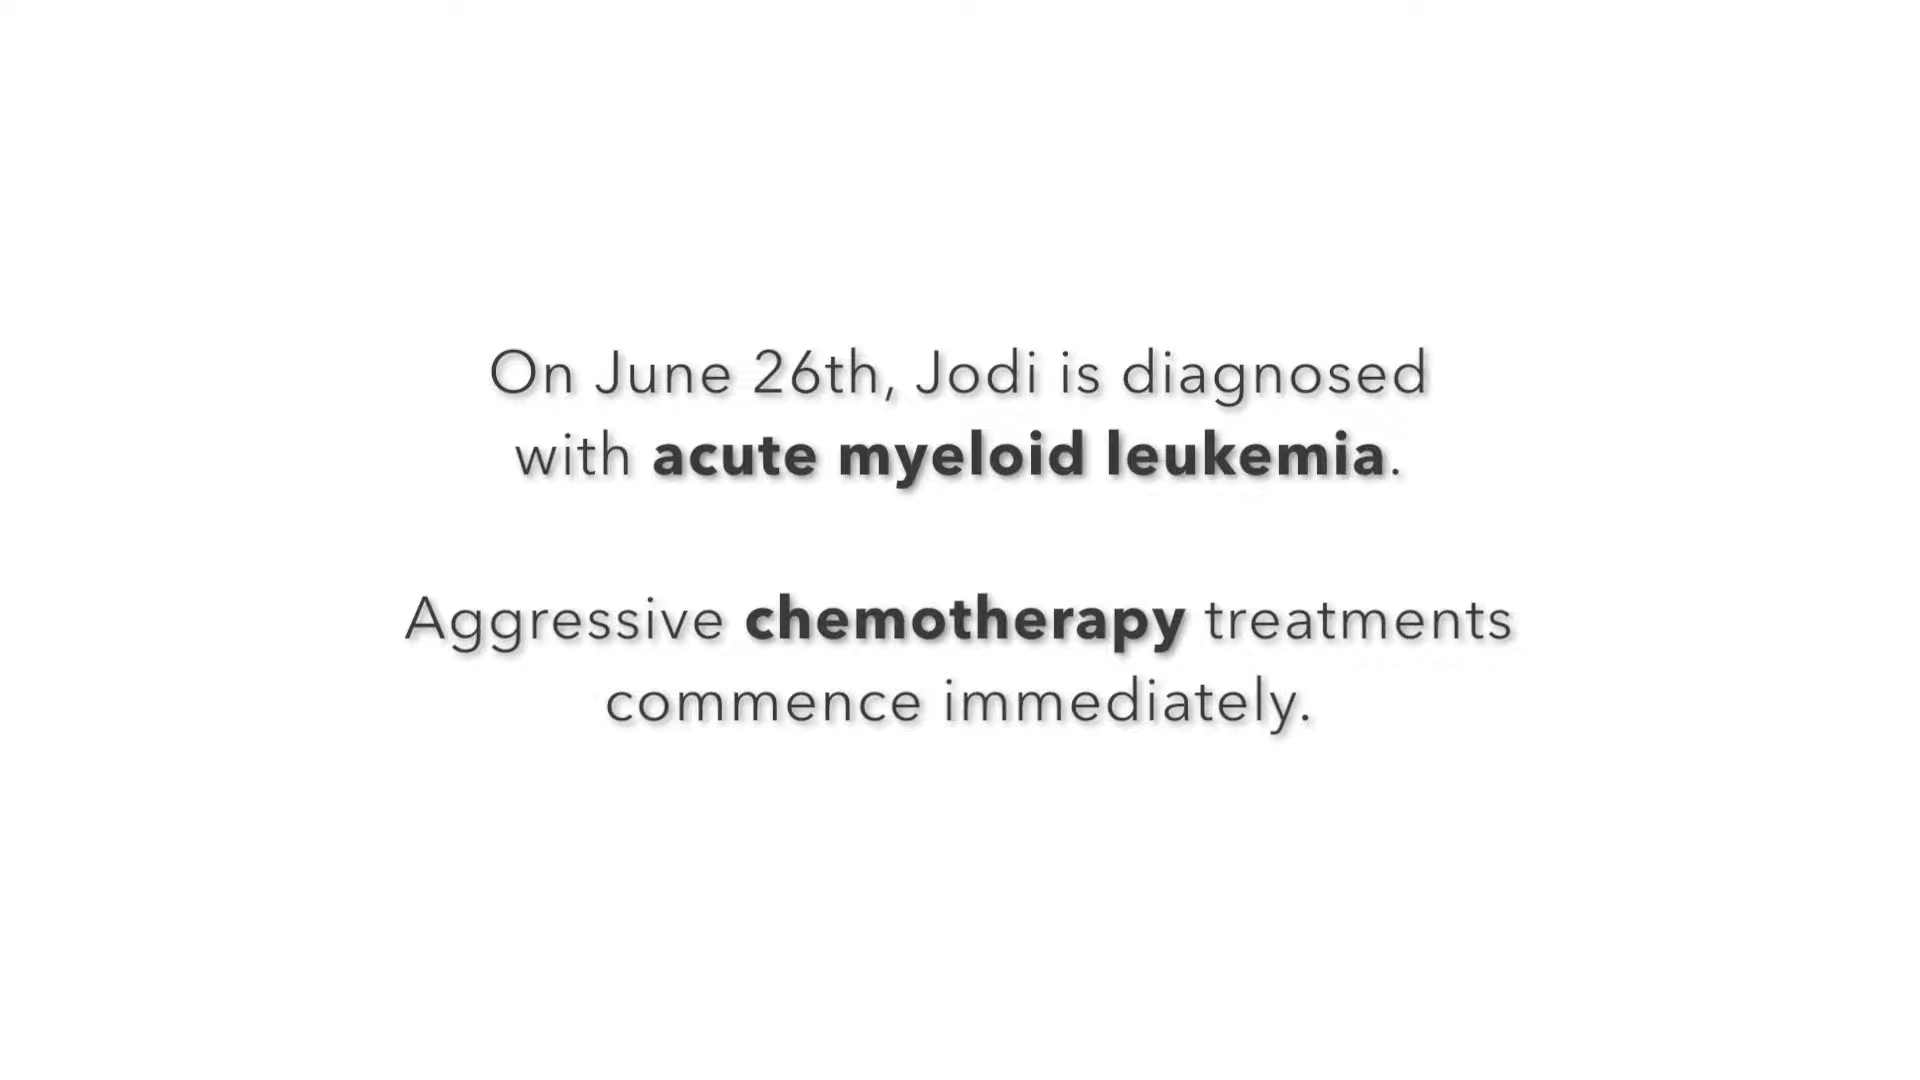 On June 26th, Jodi is diagnosed
with acute myeloid leukemia.
Aggressive chemotherapy treatments
commence immediately.